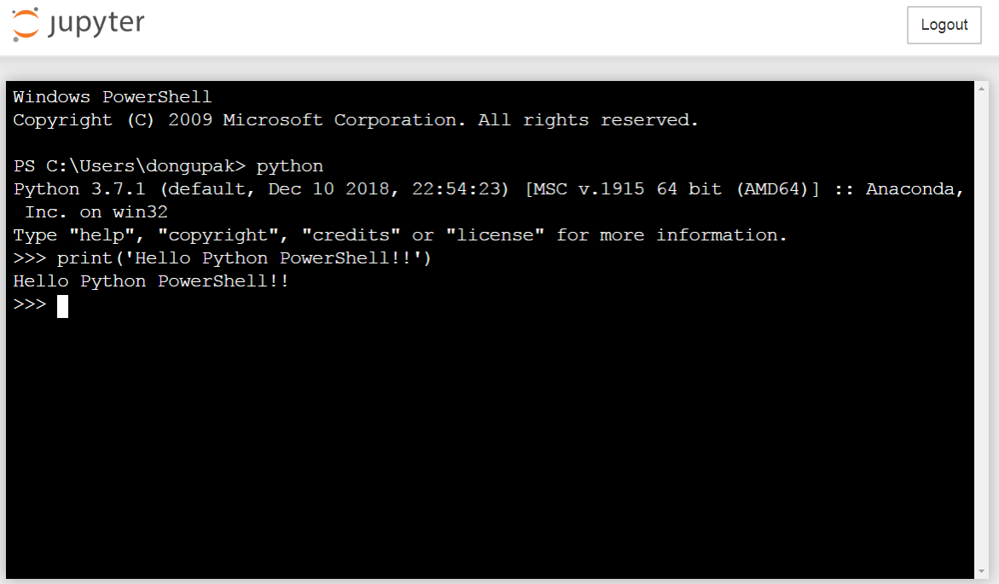 jupyter
Logout
Windows PowerShell
Copyright (C) 2009 Microsoft Corporation. All rights reserved.
PS C:\Users\dongupak> python
Python 3.7.1 (default, Dec 10 2018, 22:54:23) [MSC v.1915 64 bit (AMD64)] :: Anaconda,
Inc. on win32
Type "help", "copyright", "credits" or "license" for more information.
>>> print('Hello Python PowerShell!!')
Hello Python PowerShell!!
>>>